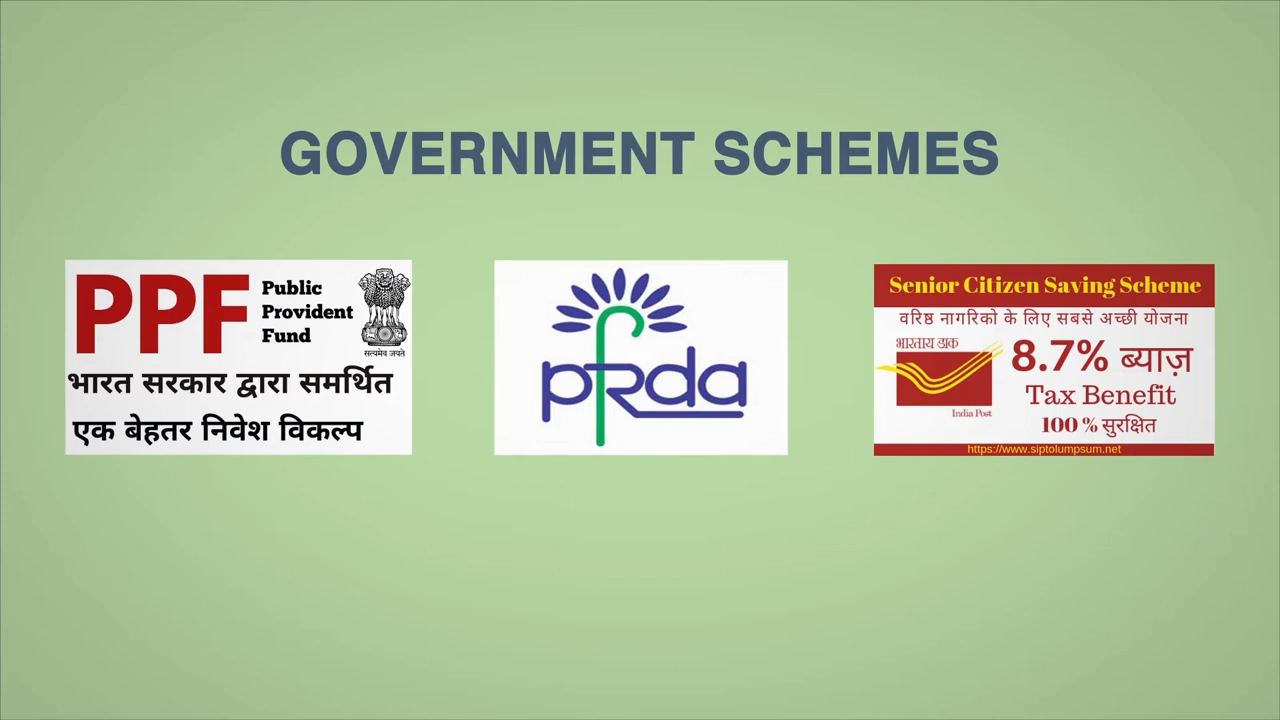 GOVERNMENT SCHEMES
PPF
Public
Provident
Fund
सत्यमेव जयते
भारत सरकार द्वारा समर्थित
एक बेहतर निवेश विकल्प
pfrda
Senior Citizen Saving Scheme
वरिष्ठ नागरिको के लिए सबसे अच्छी योजना
भारतीय डाक
India Post
8.7% ब्याज़
Tax Benefit
100 % सुरक्षित
https://www.siptolumpsum.net